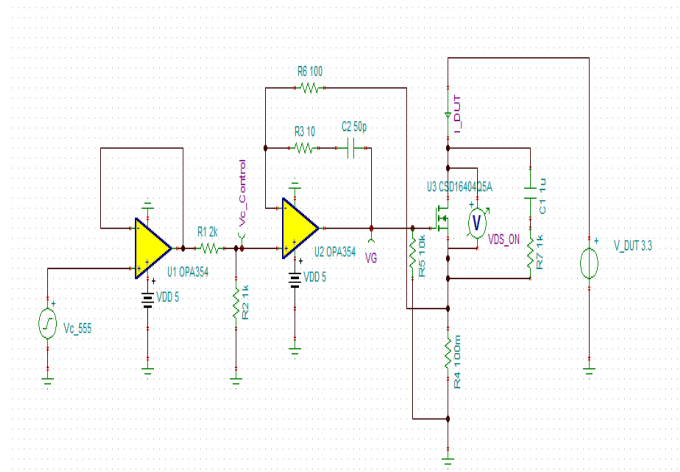 R6 100
R3 10
C2 50p
I_DUT
Vc_Control
U3 CSD16404Q5A
C1 1u
V
VDS_ON
R1 2k
U1 OPA354
U2 OPA354
VG
R5 10k
R7 1k
V_DUT 3.3
VDD 5
VDD 5
R2 1k
Vc_555
R4 100m